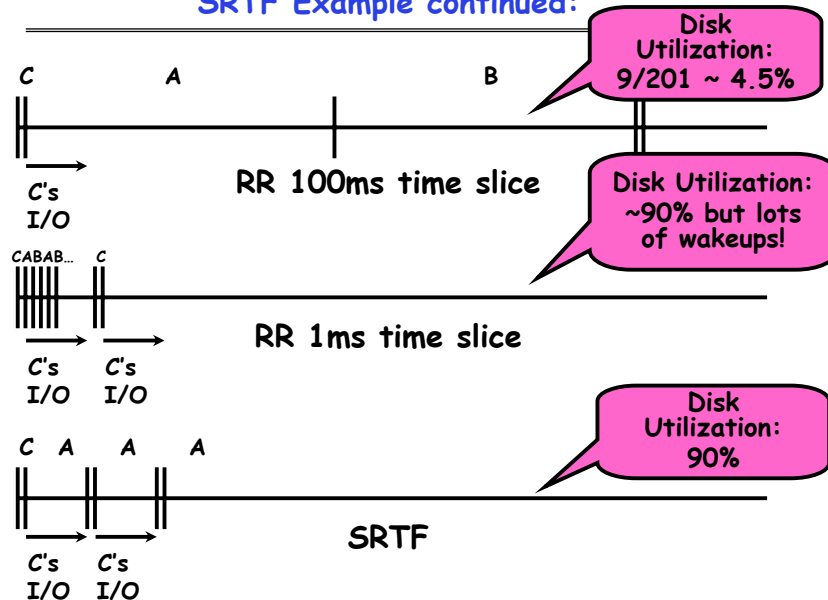 SRTF Example continued:
Disk
Utilization:
9/201 ~ 4.5%
C
A
B
C's
I/O
RR 100ms time slice
Disk Utilization:
~90% but lots
of wakeups!
CABAB...
C
C's
I/O
C's
I/O
RR 1ms time slice
Disk
Utilization:
90%
C
A
A
A
C's
I/O
C's
I/O
SRTF